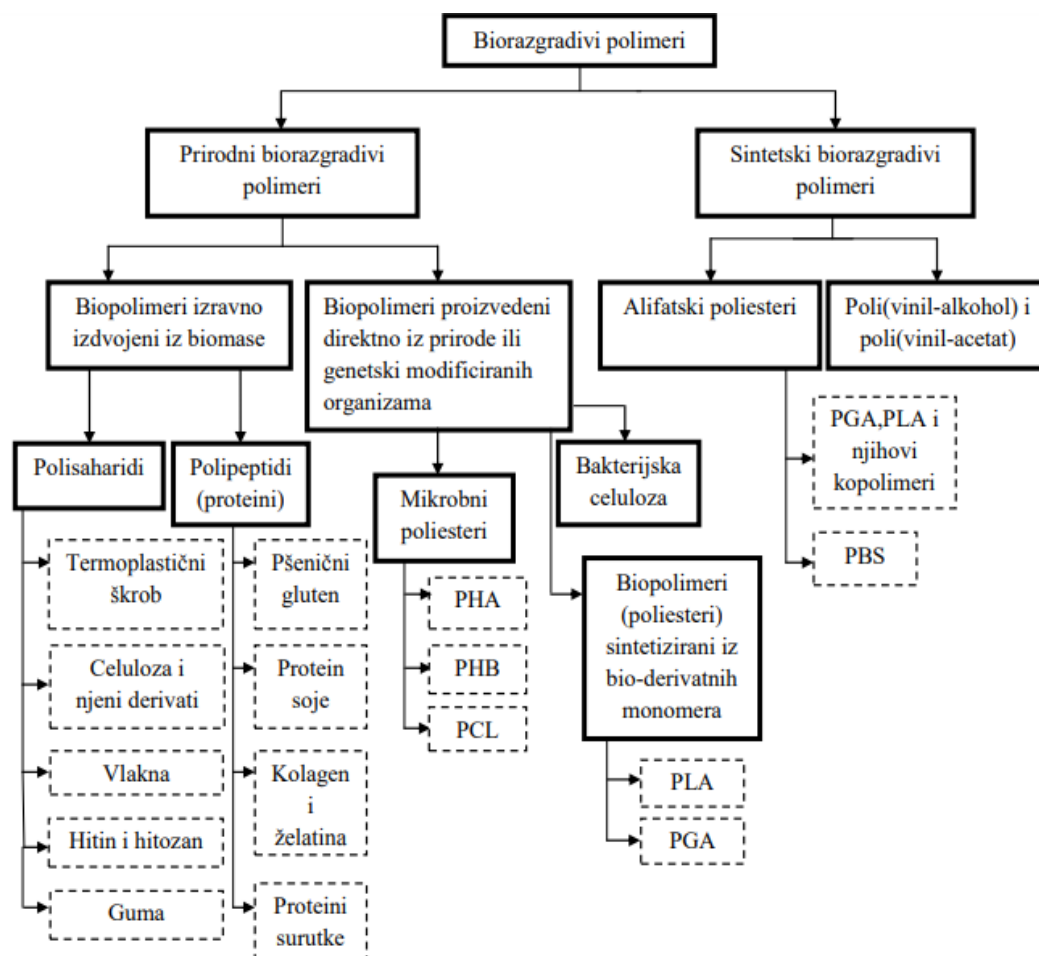 Biorazgradivi polimeri
Prirodni biorazgradivi
polimeri
Sintetski biorazgradivi
polimeri
Biopolimeri izravno
izdvojeni iz biomase
Biopolimeri proizvedeni
direktno iz prirode ili
genetski modificiranih
organizama
Alifatski poliesteri
Poli(vinil-alkohol) i
poli(vinil-acetat)
Polisaharidi
Polipeptidi
(proteini)
Mikrobni
poliesteri
Bakterijska
celuloza
PGA,PLA i
njihovi
kopolimeri
PBS
Termoplastični
škrob
Celuloza i
njeni derivati
Vlakna
Hitin i hitozan
Guma
Pšenični
gluten
Protein
soje
Kolagen
i
želatina
Proteini
surutke
PHA
PHB
PCL
Biopolimeri
(poliesteri)
sintetizirani iz
bio-derivatnih
monomera
PLA
PGA